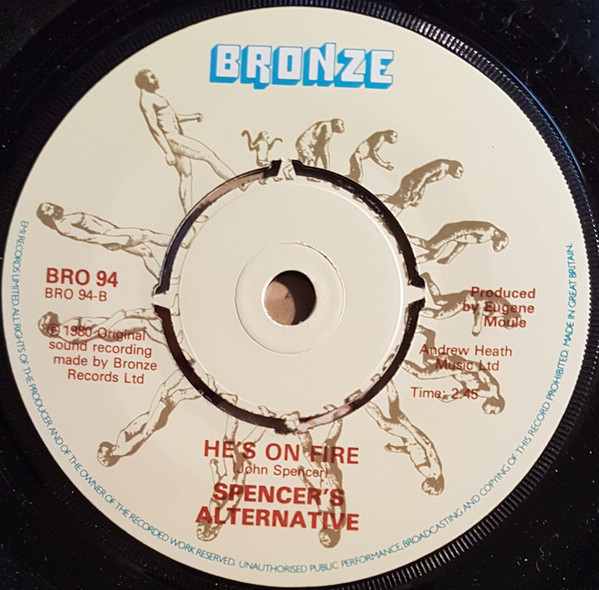 BRONZE
BRO 94
BRO 94-B
℗ 1980 Original
sound recording
made by Bronze
Records Ltd
Produced
by Eugene
Moule
Andrew Heath
Music Ltd
Time: 2.45
HE'S ON FIRE
(John Spencer)
SPENCER'S
ALTERNATIVE
EMI RECORDS LIMITED. ALL RIGHTS OF THE PRODUCER AND OF THE OWNER OF THE RECORDED WORK RESERVED. UNAUTHORISED PUBLIC PERFORMANCE, BROADCASTING AND COPYING OF THIS RECORD PROHIBITED. MADE IN GREAT BRITAIN.